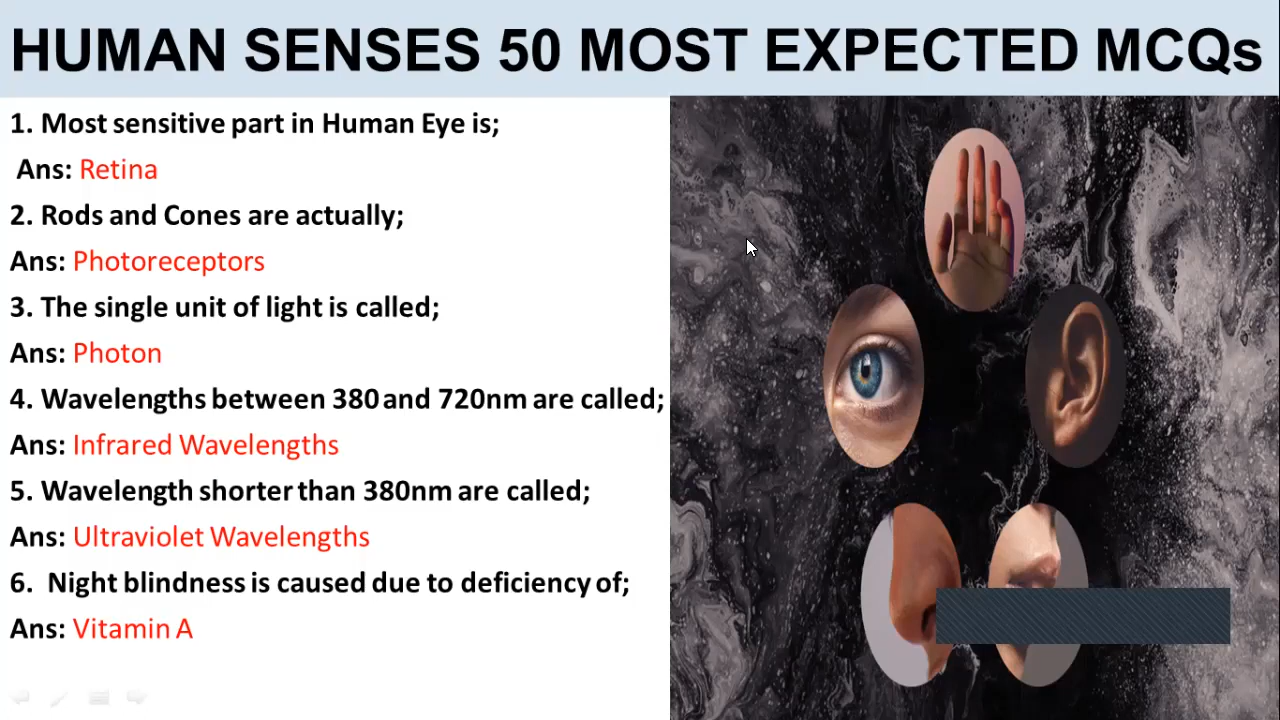 HUMAN SENSES 50 MOST EXPECTED MCQs
1. Most sensitive part in Human Eye is;
Ans: Retina
2. Rods and Cones are actually;
Ans: Photoreceptors
3. The single unit of light is called;
Ans: Photon
4. Wavelengths between 380 and 720nm are called;
Ans: Infrared Wavelengths
5. Wavelength shorter than 380nm are called;
Ans: Ultraviolet Wavelengths
6. Night blindness is caused due to deficiency of;
Ans: Vitamin A